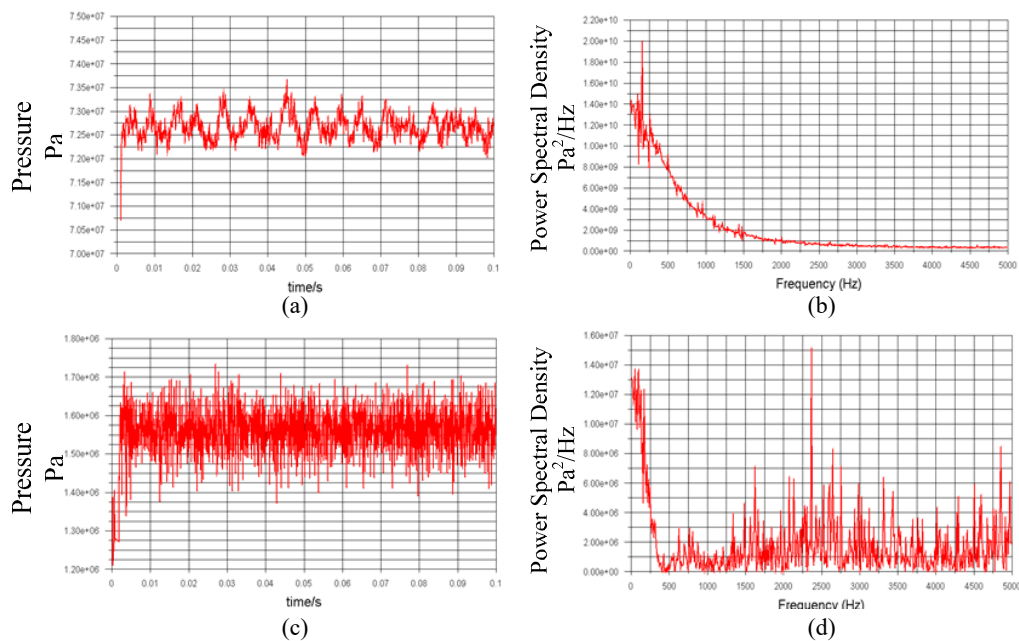 7.50e+07
7.45e+07
7.40e+07
7.35e+07
7.30e+07
7.25e+07
7.20e+07
7.15e+07
7.10e+07
7.05e+07
7.00e+07
Pressure
Pa
0 0.01 0.02 0.03 0.04 0.05 0.06 0.07 0.08 0.09 0.1
time/s
(a)
2.20e+10
2.00e+10
1.80e+10
1.60e+10
1.40e+10
1.20e+10
1.00e+10
8.00e+09
6.00e+09
4.00e+09
2.00e+09
0.00e+00
Power Spectral Density
Pa²/Hz
0 500 1000 1500 2000 2500 3000 3500 4000 4500 5000
Frequency (Hz)
(b)
1.80e+06
1.70e+06
1.60e+06
1.50e+06
1.40e+06
1.30e+06
1.20e+06
Pressure
Pa
0 0.01 0.02 0.03 0.04 0.05 0.06 0.07 0.08 0.09 0.1
time/s
(c)
1.60e+07
1.40e+07
1.20e+07
1.00e+07
8.00e+06
6.00e+06
4.00e+06
2.00e+06
0.00e+00
Power Spectral Density
Pa²/Hz
0 500 1000 1500 2000 2500 3000 3500 4000 4500 5000
Frequency (Hz)
(d)